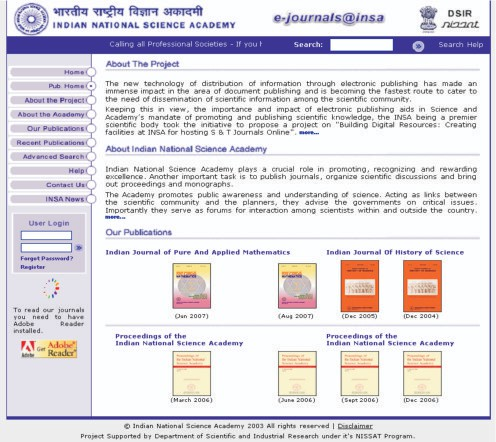 भारतीय राष्ट्रीय विज्ञान अकादमी
INDIAN NATIONAL SCIENCE ACADEMY
e-journals@insa
DSIR
Calling all Professional Societies - If you h
Search:
Search Help
Home
Pub. Home
About the Project
About the Academy
Our Publications
Recent Publications
Advanced Search
Help
Contact Us
INSA News
User Login
Forgot Password?
Register
To read our journals
you need to have
Adobe Reader
installed.
Adobe
Get Adobe®
Reader®
About The Project
The new technology of distribution of information through electronic publishing has made an
immense impact in the area of document publishing and is becoming the fastest route to cater to
the need of dissemination of scientific information among the scientific community.
Keeping this in view, the importance and impact of electronic publishing aids in Science and
Academy's mandate of promoting and publishing scientific knowledge, the INSA being a premier
scientific body took the initiative to propose a project on "Building Digital Resources: Creating
facilities at INSA for hosting S & T Journals Online". more...
About Indian National Science Academy
Indian National Science Academy plays a crucial role in promoting, recognizing and rewarding
excellence. Another important task is to publish journals, organize scientific discussions and bring
out proceedings and monographs.
The Academy promotes public awareness and understanding of science. Acting as links between
the scientific community and the planners, they advise the governments on critical issues.
Importantly they serve as forums for interaction among scientists within and outside the country.
more...
Our Publications
Indian Journal of Pure And Applied Mathematics
Indian Journal Of History of Science
(Jun 2007)
(Aug 2007)
(Dec 2005)
(Dec 2004)
Proceedings of the
Indian National Science Academy
Proceedings of the
Indian National Science Academy
(March 2006)
(June 2006)
(Sept 2006)
(Dec 2006)
© Indian National Science Academy 2003 All rights reserved | Disclaimer
Project Supported by Department of Scientific and Industrial Research under it's NISSAT Program.